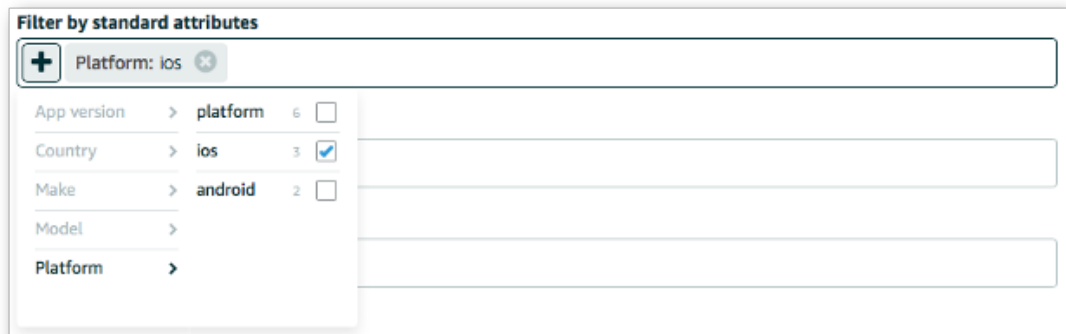 Filter by standard attributes
Platform: ios
App version platform 6
Country ios 3
Make android 2
Model
Platform